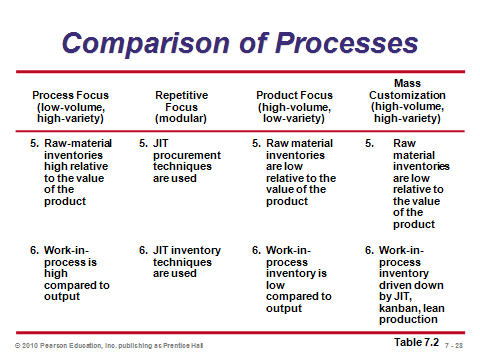 Comparison of Processes
Process Focus
(low-volume,
high-variety)
Repetitive
Focus
(modular)
Product Focus
(high-volume,
low-variety)
Mass
Customization
(high-volume,
high-variety)
5. Raw-material
inventories
high relative
to the value
of the
product
5. JIT
procurement
techniques
are used
5. Raw material
inventories
are low
relative to the
value of the
product
5. Raw
material
inventories
are low
relative to
the value
of the
product
6. Work-in-
process is
high
compared to
output
6. JIT inventory
techniques
are used
6. Work-in-
process
inventory is
low
compared to
output
6. Work-in-
process
inventory
driven down
by JIT,
kanban, lean
production
Table 7.2
© 2010 Pearson Education, Inc. publishing as Prentice Hall
7 - 28